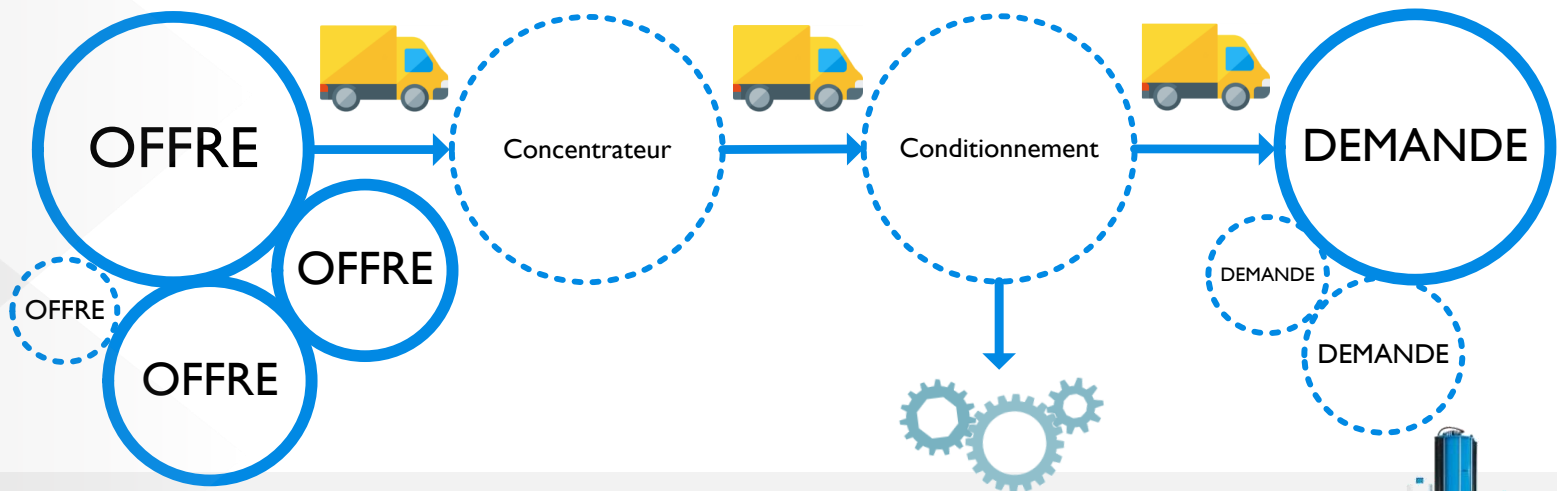 OFFRE
Concentrateur
Conditionnement
DEMANDE
OFFRE
OFFRE
OFFRE
DEMANDE
DEMANDE